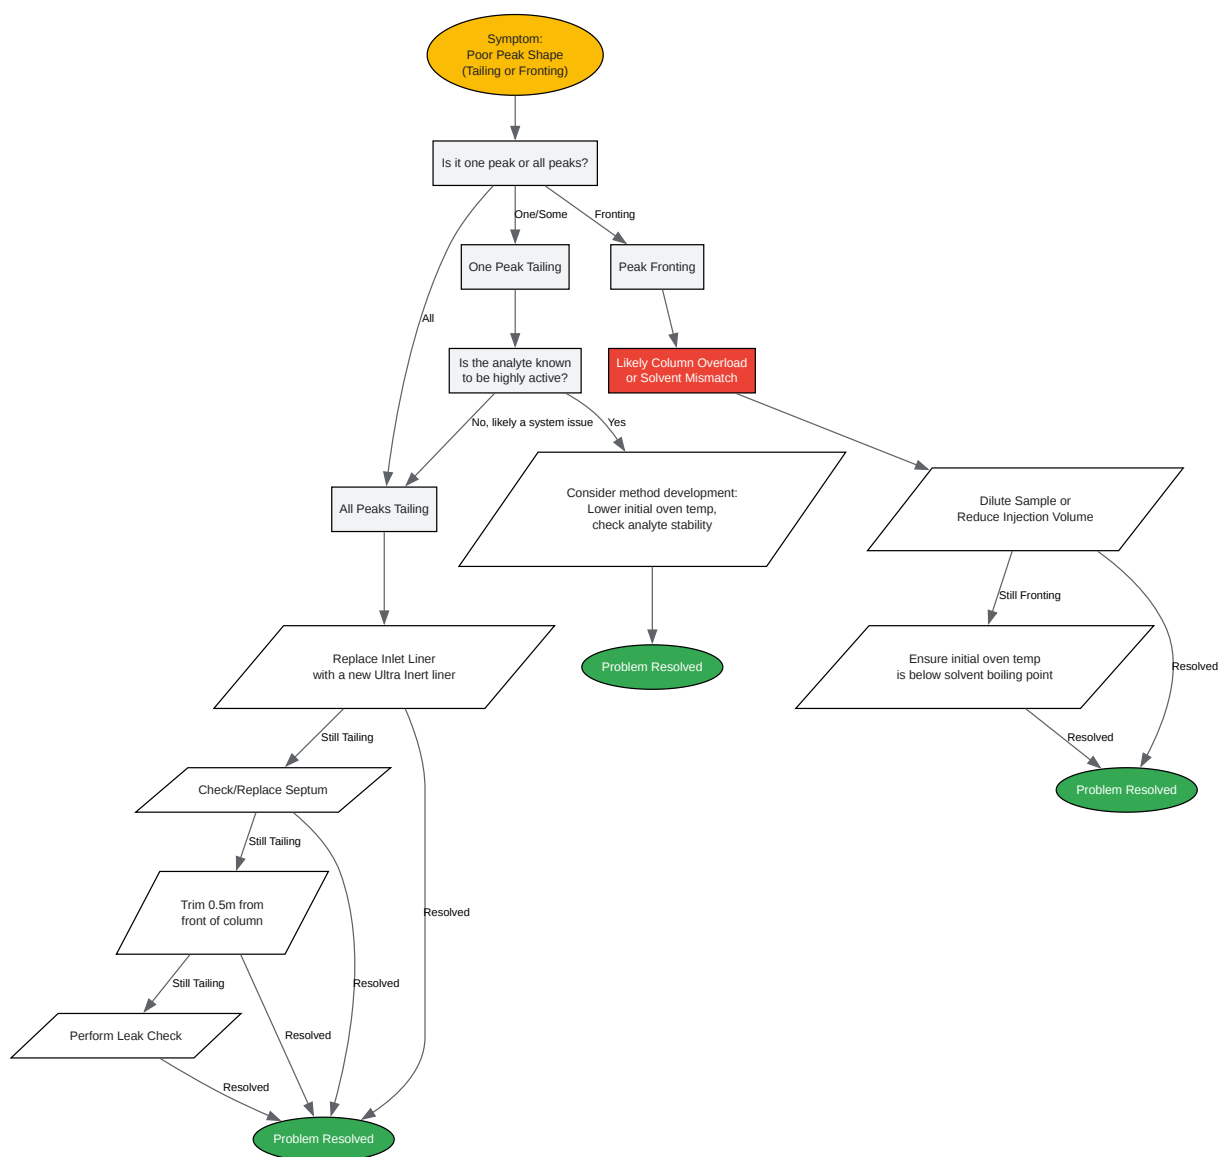 Symptom:
Poor Peak Shape
(Tailing or Fronting)
Is it one peak or all peaks?
One/Some
Fronting
One Peak Tailing
Peak Fronting
All
Is the analyte known
to be highly active?
Likely Column Overload
or Solvent Mismatch
No, likely a system issue
Yes
All Peaks Tailing
Consider method development:
Lower initial oven temp,
check analyte stability
Dilute Sample or
Reduce Injection Volume
Still Fronting
Replace Inlet Liner
with a new Ultra Inert liner
Problem Resolved
Ensure initial oven temp
is below solvent boiling point
Resolved
Still Tailing
Resolved
Check/Replace Septum
Problem Resolved
Still Tailing
Trim 0.5m from
front of column
Resolved
Still Tailing
Resolved
Perform Leak Check
Resolved
Resolved
Problem Resolved